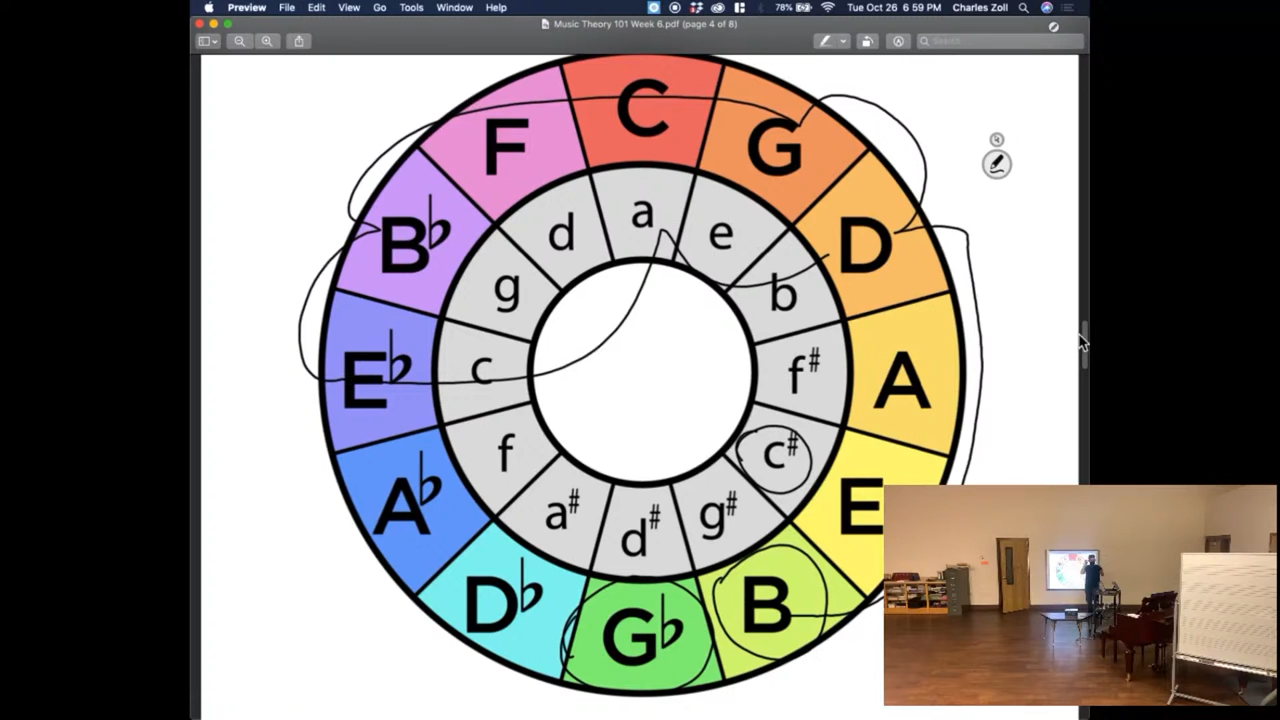 Preview File Edit View Go Tools Window Help 78% Tue Oct 26 6:59 PM Charles Zoll
Music Theory 101 Week 6.pdf (page 4 of 8)
Search
C
F G
B♭ D
E♭ A
A♭ E
D♭ B
G♭
a
d e
g b
c f#
f c#
a# g#
d#